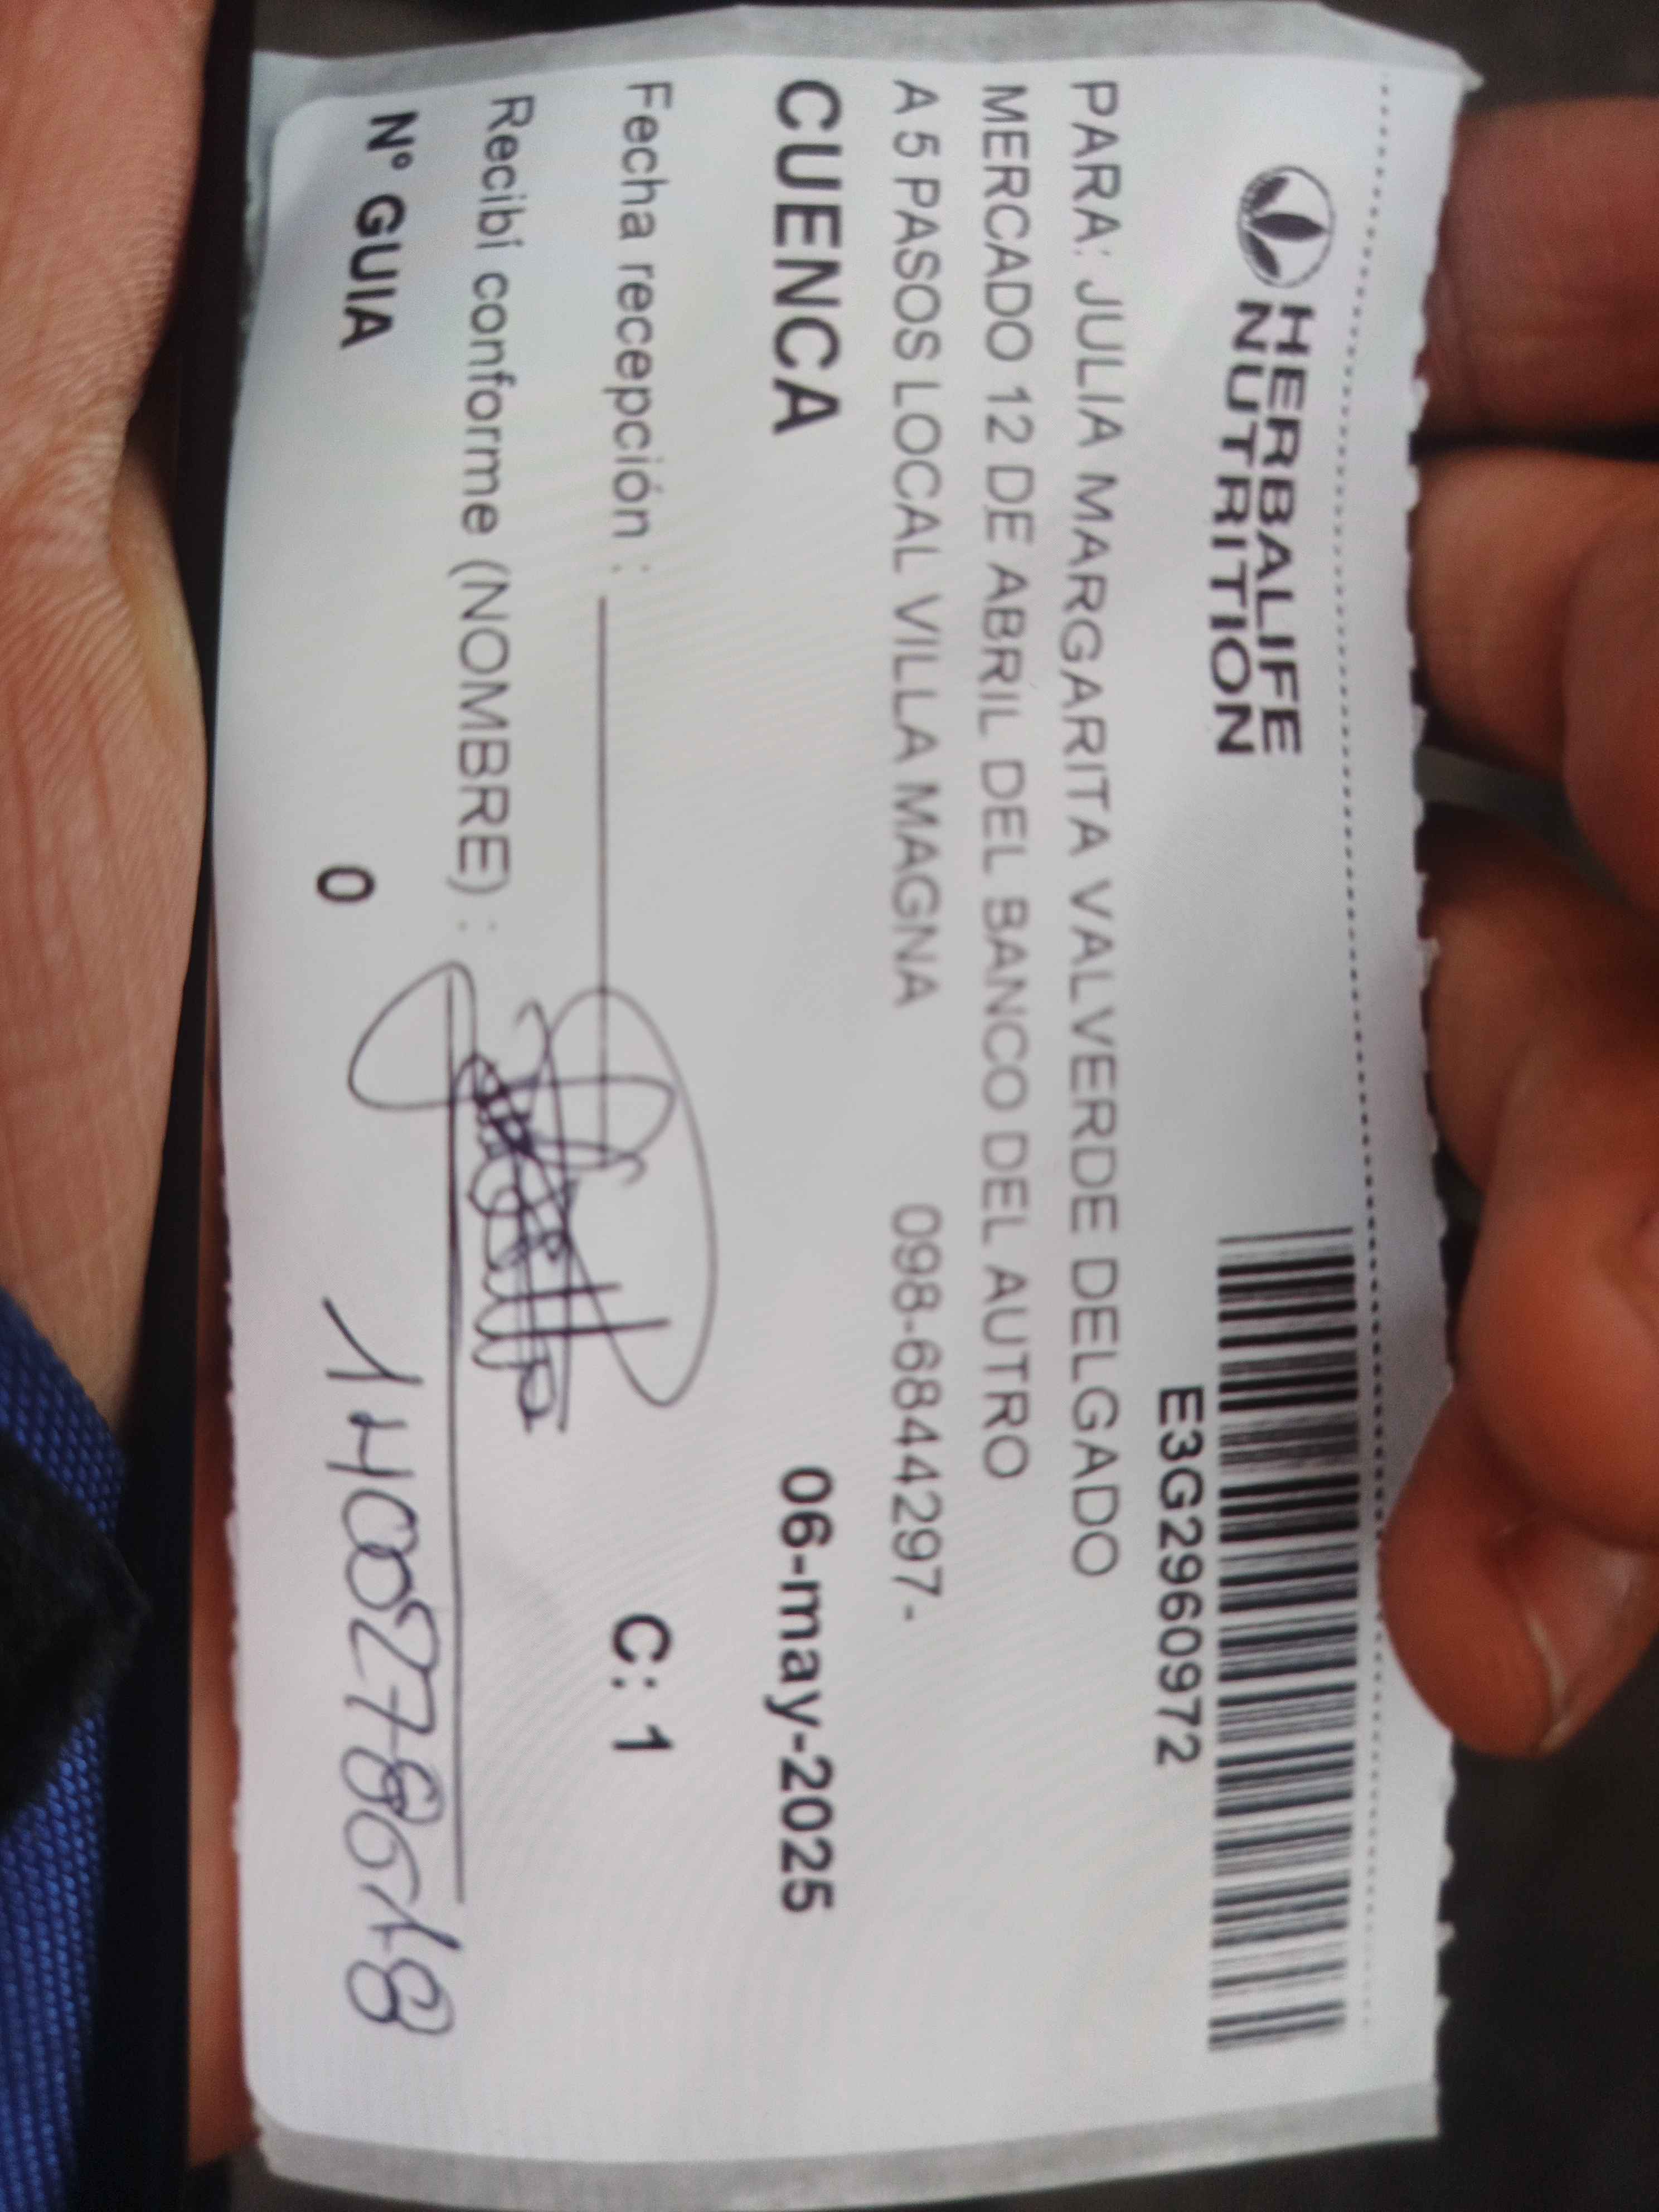 HERBALIFE
NUTRITION
E3G2960972
PARA: JULIA MARGARITA VALVERDE DELGADO
MERCADO 12 DE ABRIL DEL BANCO DEL AUTRO
A 5 PASOS LOCAL VILLA MAGNA 098-6844297-
CUENCA 06-may-2025
Fecha recepción : C: 1
Recibí conforme (NOMBRE) :
Nº GUIA 0